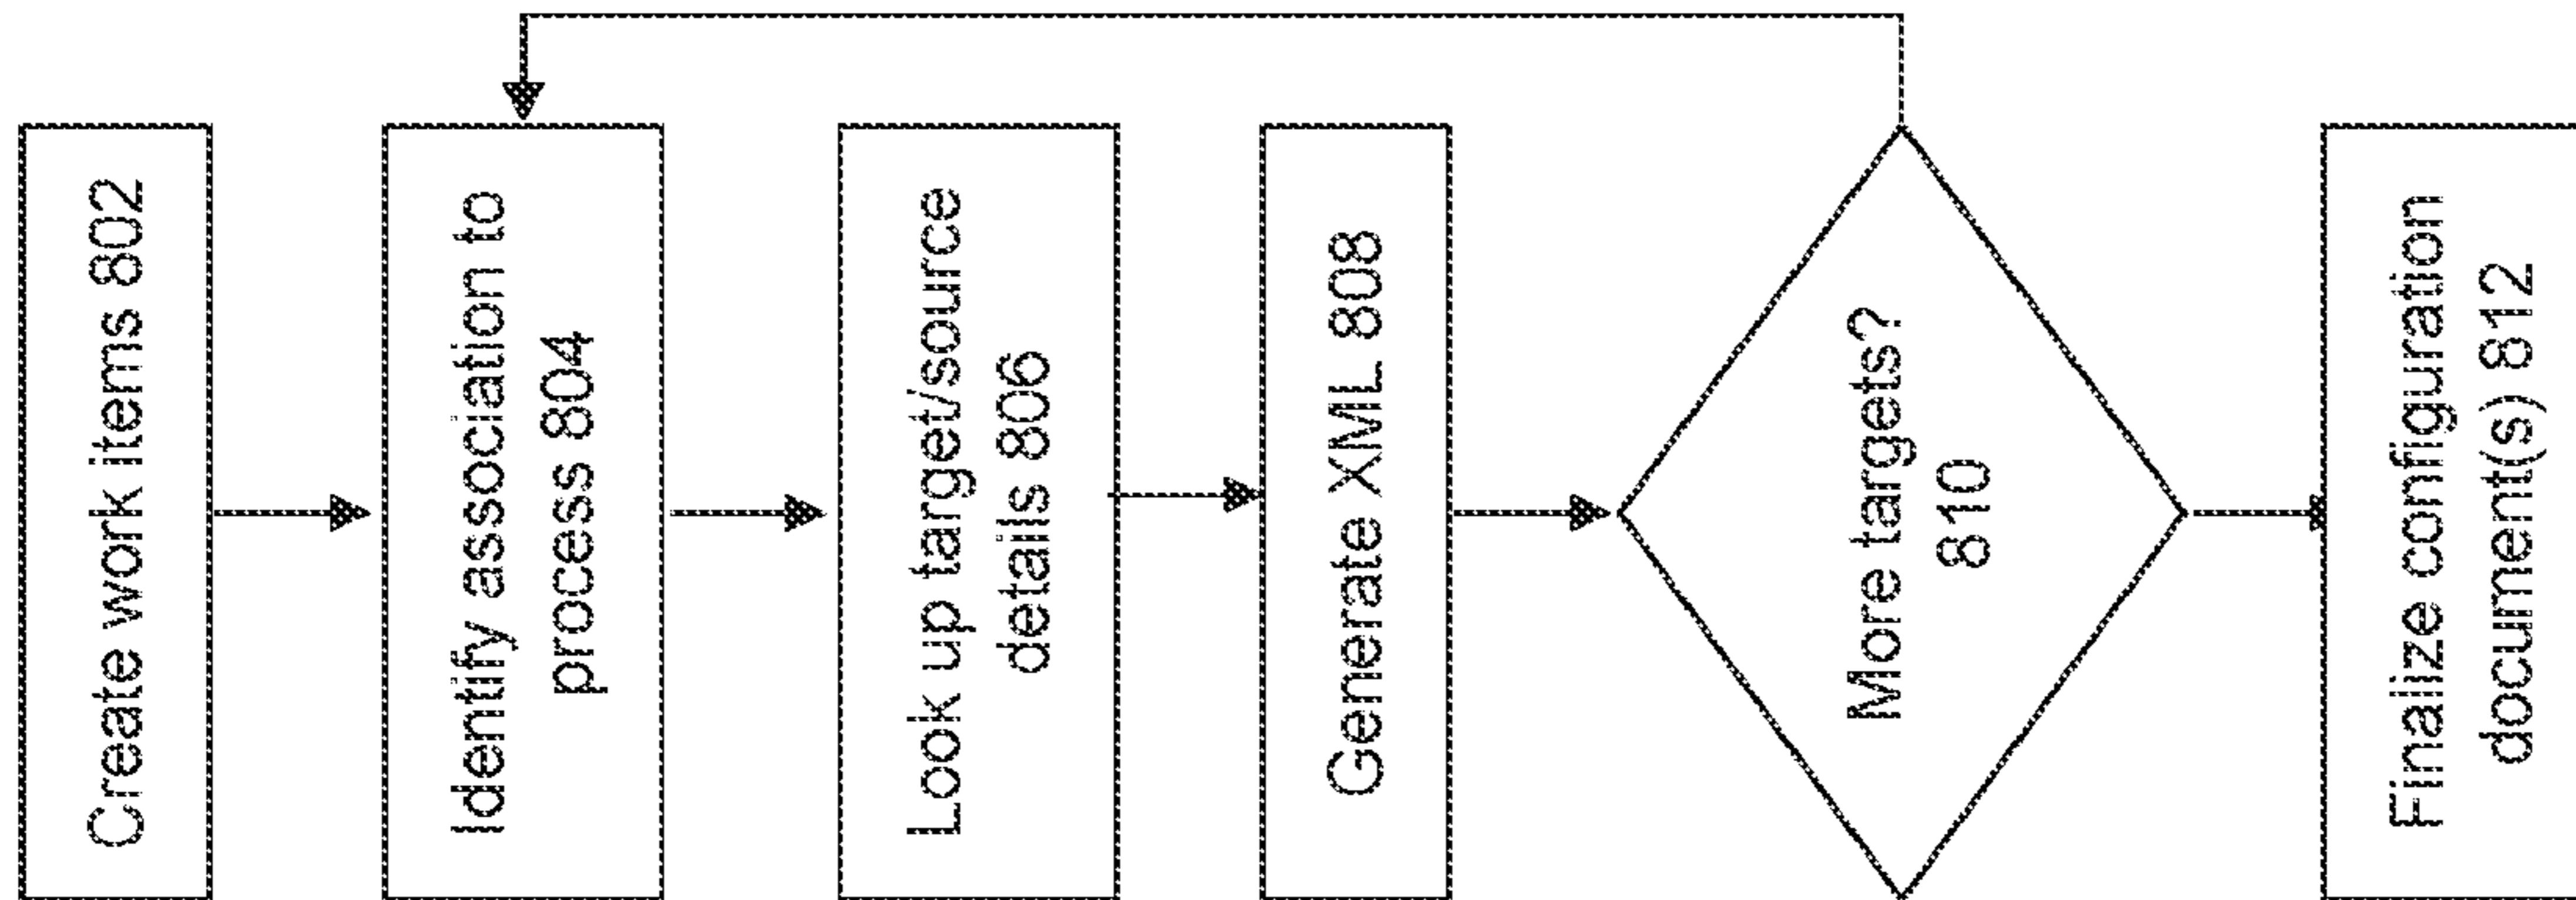 Create work items 802
Identify association to
process 804
Look up target/source
details 806
Generate XML 808
More targets?
810
Finalize configuration
document(s) 812